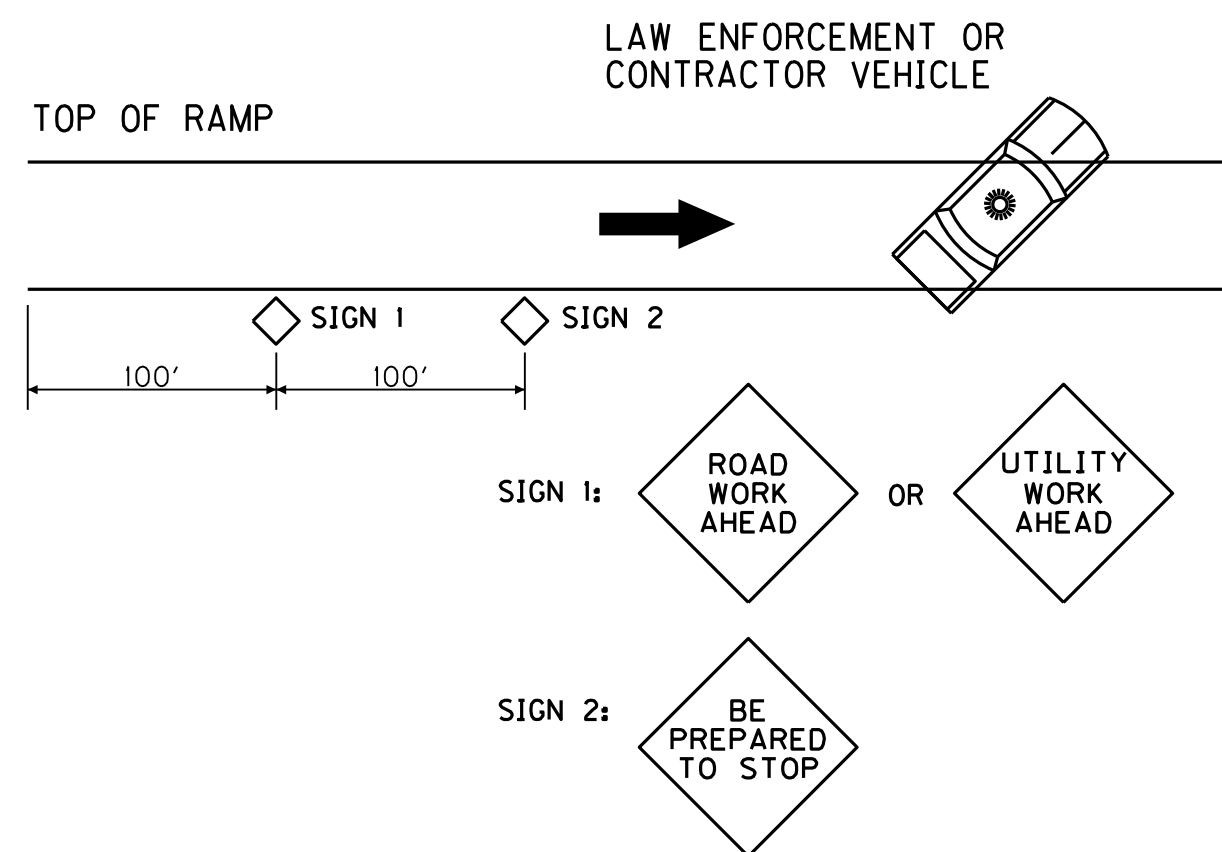 LAW ENFORCEMENT OR
CONTRACTOR VEHICLE
TOP OF RAMP
SIGN 1
SIGN 2
100'
100'
SIGN 1:
ROAD
WORK
AHEAD
OR
UTILITY
WORK
AHEAD
SIGN 2:
BE
PREPARED
TO STOP